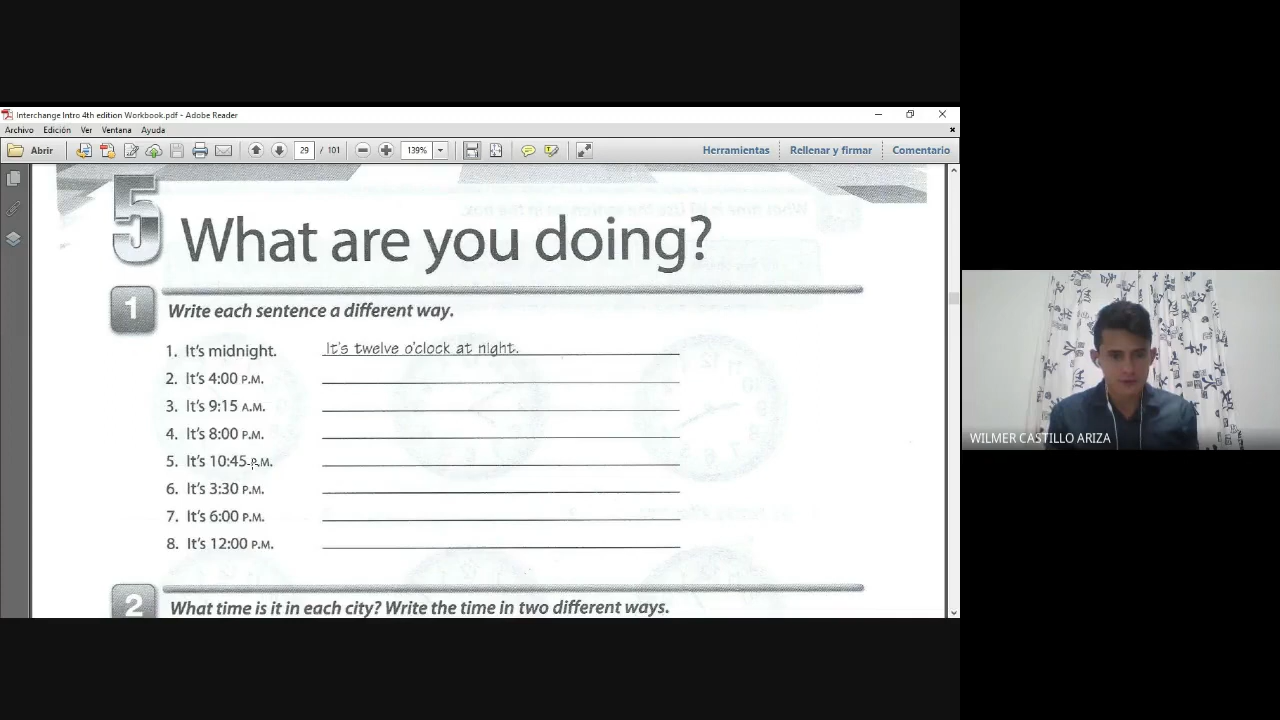 Interchange Intro 4th edition Workbook.pdf - Adobe Reader
Archivo Edición Ver Ventana Ayuda
Abrir 29 / 101 139% Herramientas Rellenar y firmar Comentario
5 What are you doing?
1 Write each sentence a different way.
1. It's midnight. It's twelve o'clock at night.
2. It's 4:00 P.M.
3. It's 9:15 A.M.
4. It's 8:00 P.M.
5. It's 10:45 P.M.
6. It's 3:30 P.M.
7. It's 6:00 P.M.
8. It's 12:00 P.M.
2 What time is it in each city? Write the time in two different ways.
WILMER CASTILLO ARIZA